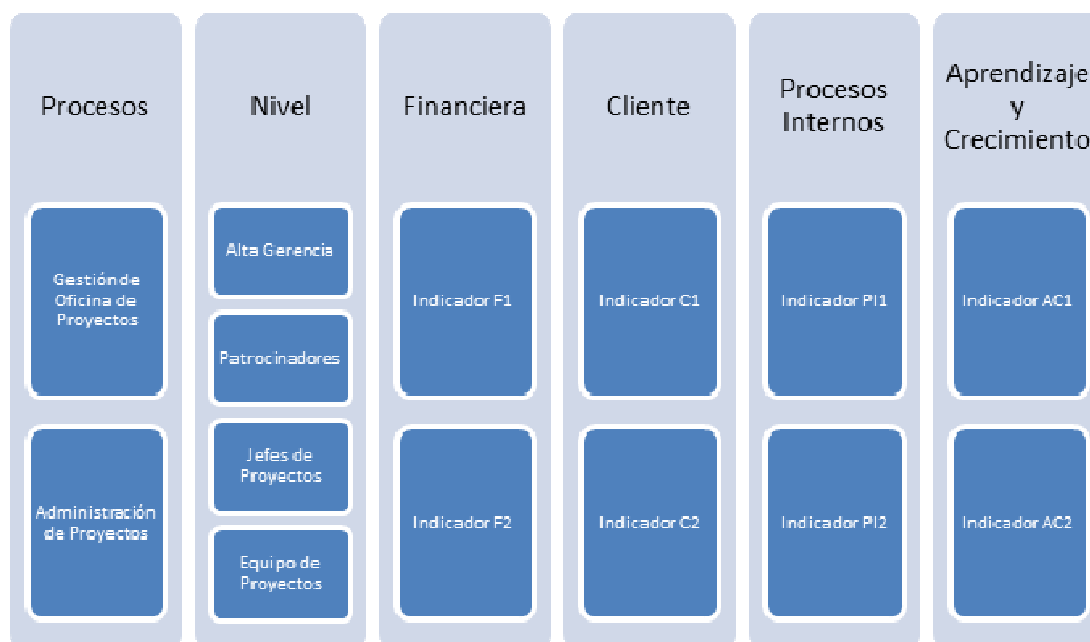 Procesos
Nivel
Financiera
Cliente
Procesos
Internos
Aprendizaje
y
Crecimiento
Gestión de
Oficina de
Proyectos
Administración
de Proyectos
Alta Gerencia
Patrocinadores
Jefes de
Proyectos
Equipo de
Proyectos
Indicador F1
Indicador F2
Indicador C1
Indicador C2
Indicador PI1
Indicador PI2
Indicador AC1
Indicador AC2